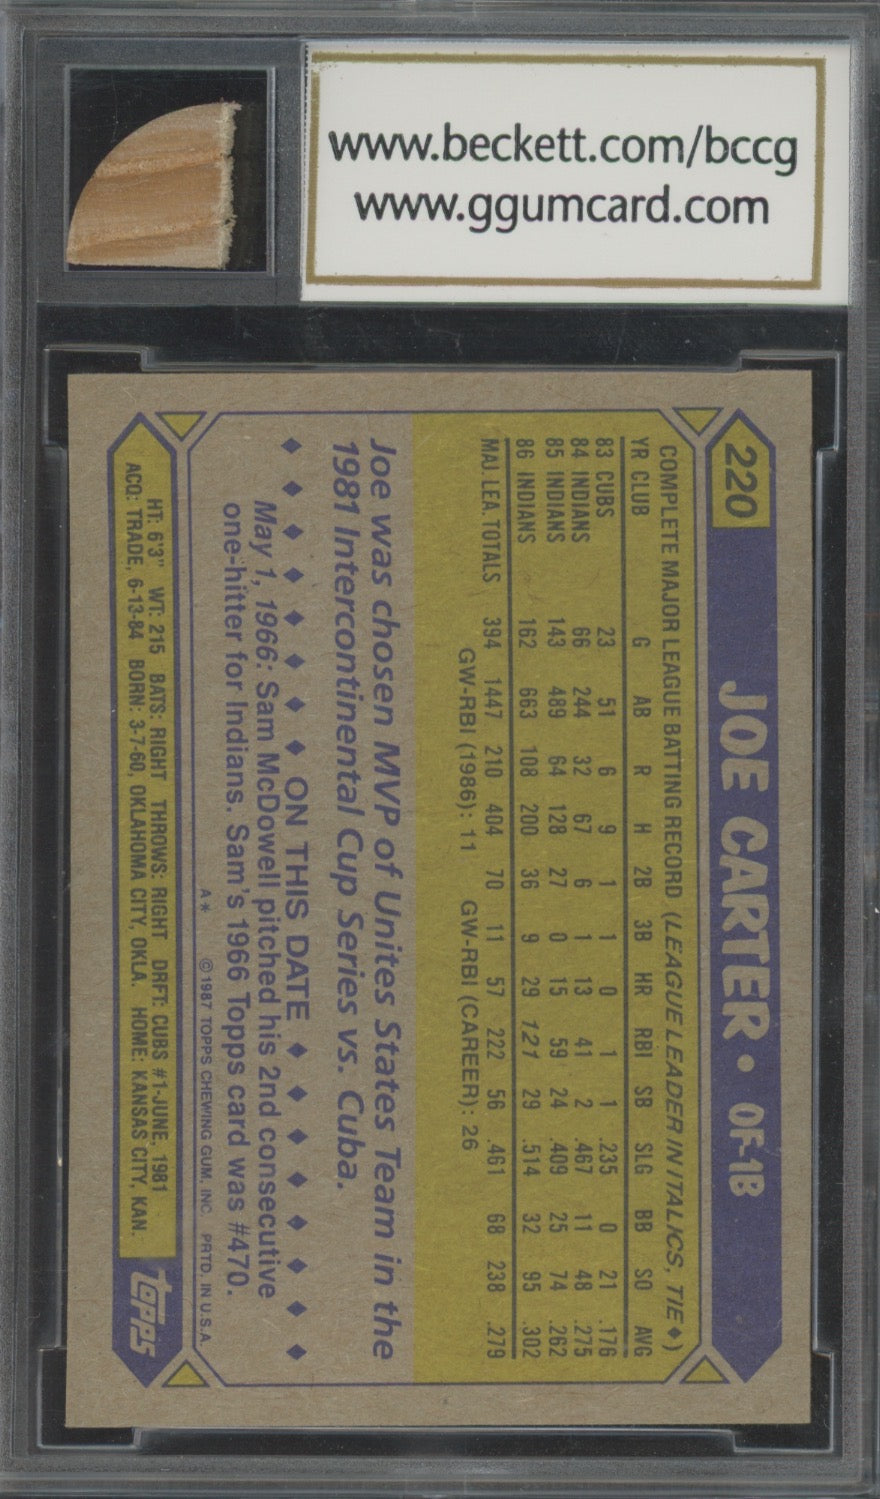 www.beckett.com/bccg
www.ggumcard.com
220 JOE CARTER • OF-1B
COMPLETE MAJOR LEAGUE BATTING RECORD (LEAGUE LEADER IN ITALICS, TIE ♦)
YR CLUB G AB R H 2B 3B HR RBI SB SLG BB SO AVG
83 CUBS 23 51 6 9 1 1 0 1 1 .235 0 21 .176
84 INDIANS 66 244 32 67 6 1 13 41 2 .467 11 48 .275
85 INDIANS 143 489 64 128 27 0 15 59 24 .409 25 74 .262
86 INDIANS 162 663 108 200 36 9 29 121 29 .514 32 95 .302
MAJ. LEA. TOTALS 394 1447 210 404 70 11 57 222 56 .461 68 238 .279
GW-RBI (1986): 11 GW-RBI (CAREER): 26
Joe was chosen MVP of Unites States Team in the
1981 Intercontinental Cup Series vs. Cuba.
♦ ♦ ♦ ♦ ♦ ♦ ♦ ♦ ON THIS DATE ♦ ♦ ♦ ♦ ♦ ♦ ♦ ♦
May 1, 1966: Sam McDowell pitched his 2nd consecutive
one-hitter for Indians. Sam's 1966 Topps card was #470.
A* ©1987 TOPPS CHEWING GUM, INC. PRTD. IN U.S.A.
HT: 6'3" WT: 215 BATS: RIGHT THROWS: RIGHT DRFT: CUBS #1-JUNE, 1981
ACQ: TRADE, 6-13-84 BORN: 3-7-60, OKLAHOMA CITY, OKLA. HOME: KANSAS CITY, KAN.
topps